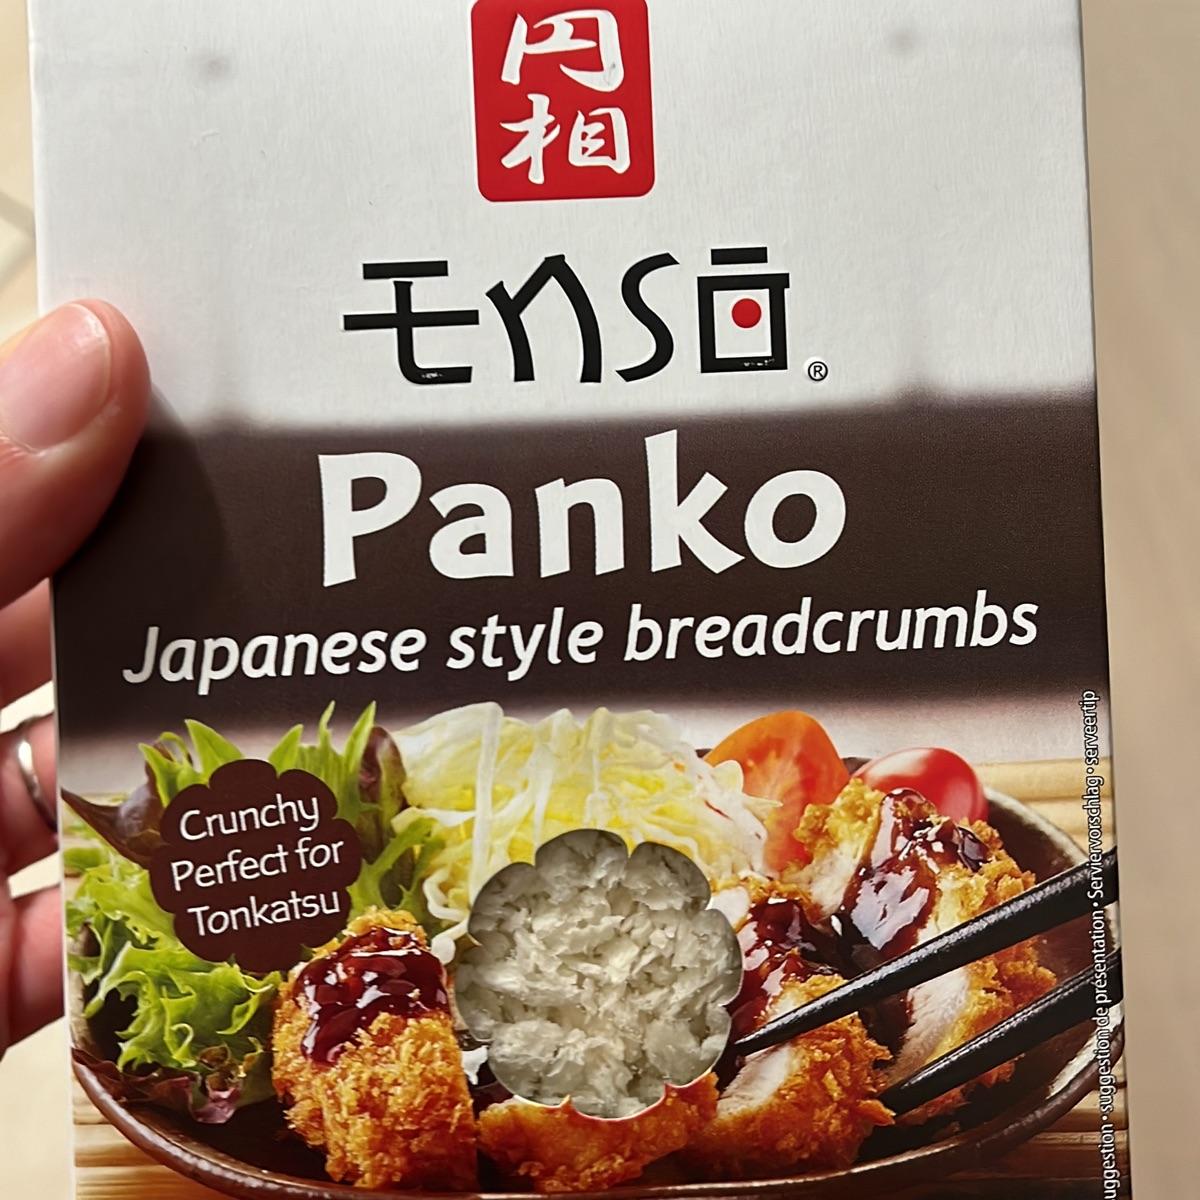 円
相
ensō®
Panko
Japanese style breadcrumbs
Crunchy
Perfect for
Tonkatsu
suggestion de présentation • Serviervorschlag • serveertip